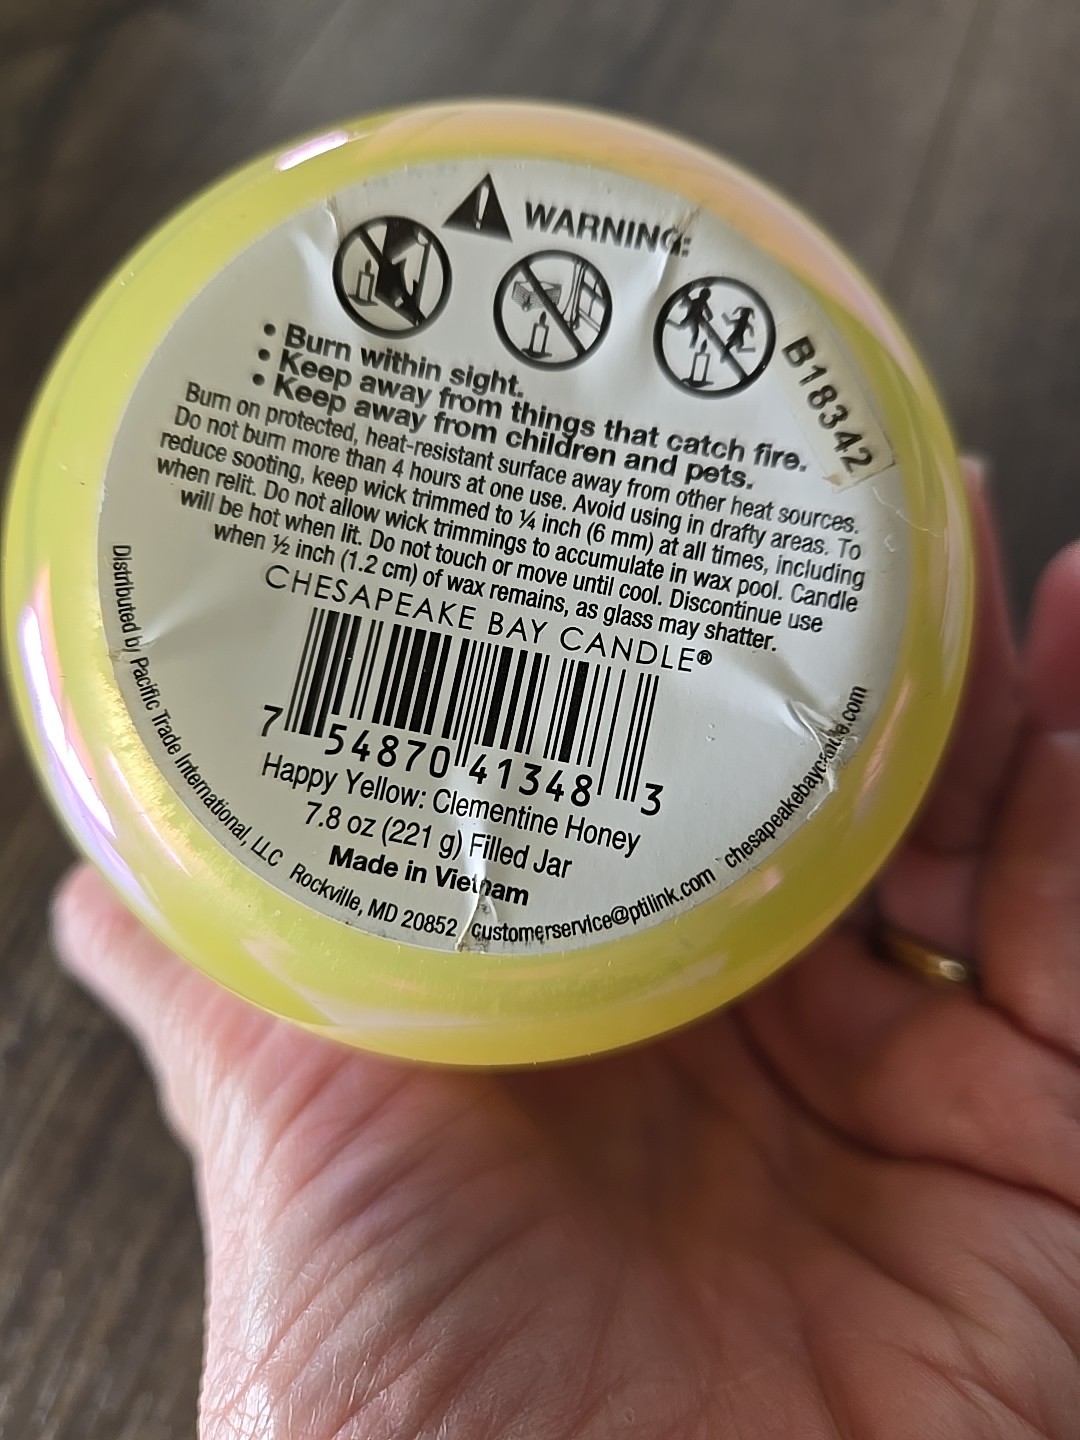 WARNING:
B18342
• Burn within sight.
• Keep away from things that catch fire.
• Keep away from children and pets.
Burn on protected, heat-resistant surface away from other heat sources.
Do not burn more than 4 hours at one use. Avoid using in drafty areas. To
reduce sooting, keep wick trimmed to ¼ inch (6 mm) at all times, including
when relit. Do not allow wick trimmings to accumulate in wax pool. Candle
will be hot when lit. Do not touch or move until cool. Discontinue use
when ½ inch (1.2 cm) of wax remains, as glass may shatter.
CHESAPEAKE BAY CANDLE®
7 54870 41348 3
Happy Yellow: Clementine Honey
7.8 oz (221 g) Filled Jar
Made in Vietnam
Distributed by Pacific Trade International, LLC Rockville, MD 20852 customerservice@ptilink.com chesapeakebaycandle.com